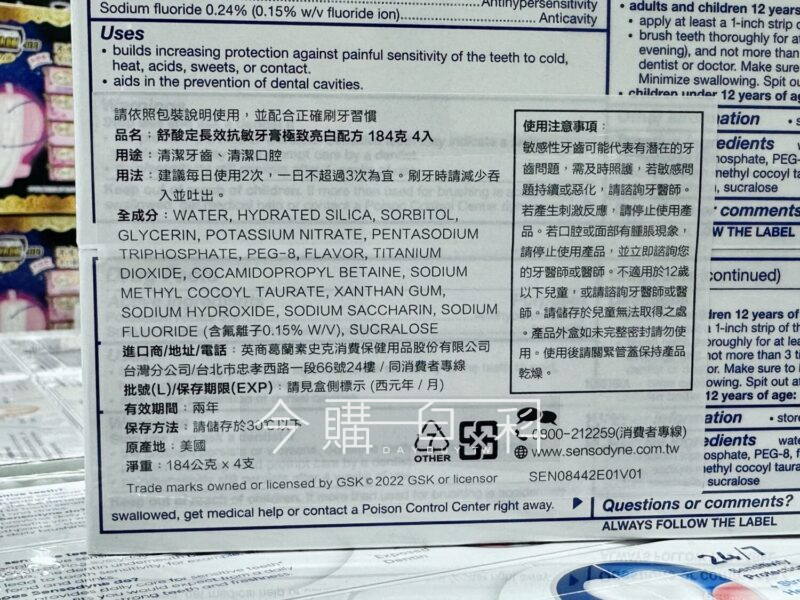 Antihypersensitivity
Sodium fluoride 0.24% (0.15% w/v fluoride ion)
Anticavity
Uses
• builds increasing protection against painful sensitivity of the teeth to cold,
heat, acids, sweets, or contact.
• aids in the prevention of dental cavities.
請依照包裝說明使用，並配合正確刷牙習慣
品名：舒酸定長效抗敏牙膏極致亮白配方 184克 4入
用途：清潔牙齒、清潔口腔
用法：建議每日使用2次，一日不超過3次為宜。刷牙時請減少吞
入並吐出。
全成分：WATER, HYDRATED SILICA, SORBITOL,
GLYCERIN, POTASSIUM NITRATE, PENTASODIUM
TRIPHOSPHATE, PEG-8, FLAVOR, TITANIUM
DIOXIDE, COCAMIDOPROPYL BETAINE, SODIUM
METHYL COCOYL TAURATE, XANTHAN GUM,
SODIUM HYDROXIDE, SODIUM SACCHARIN, SODIUM
FLUORIDE (含氟離子0.15% W/V), SUCRALOSE
進口商/地址/電話：英商葛蘭素史克消費保健用品股份有限公司
台灣分公司/台北市忠孝西路一段66號24樓 / 同消費者專線
批號(L)/保存期限(EXP)：請見盒側標示 (西元年 / 月)
有效期間：兩年
保存方法：請儲存於30℃以下
原產地：美國
淨重：184公克 x 4支
Trade marks owned or licensed by GSK © 2022 GSK or licensor
使用注意事項：
敏感性牙齒可能代表有潛在的牙
齒問題，需及時照護，若敏感問
題持續或惡化，請諮詢牙醫師。
若產生刺激反應，請停止使用產
品。若口腔或面部有腫脹現象，
請停止使用產品，並立即諮詢您
的牙醫師或醫師。不適用於12歲
以下兒童，或請諮詢牙醫師或醫
師。請儲存於兒童無法取得之處
。產品外盒如未完整密封請勿使
用。使用後請關緊管蓋保持產品
乾燥。
OTHER
0800-212259(消費者專線)
www.sensodyne.com.tw
SEN08442E01V01
今購百科
swallowed, get medical help or contact a Poison Control Center right away.
• adults and children 12 years
• apply at least a 1-inch strip o
• brush teeth thoroughly for at
evening), and not more than
dentist or doctor. Make sure
Minimize swallowing. Spit out
• children under 12 years of age
mation
edients
wat
osphate, PEG-
methyl cocoyl ta
, sucralose
r comments?
W THE LABEL
continued)
dren 12 years of
1-inch strip of th
oroughly for at lea
not more than 3 ti
Make sure to
owing. Spit out af
12 years of age:
ation
• store
edients
wate
osphate, PEG-8, f
ethyl cocoyl taura
sucralose
Questions or comments?
ALWAYS FOLLOW THE LABEL
24/7
Sensitivity
Protection